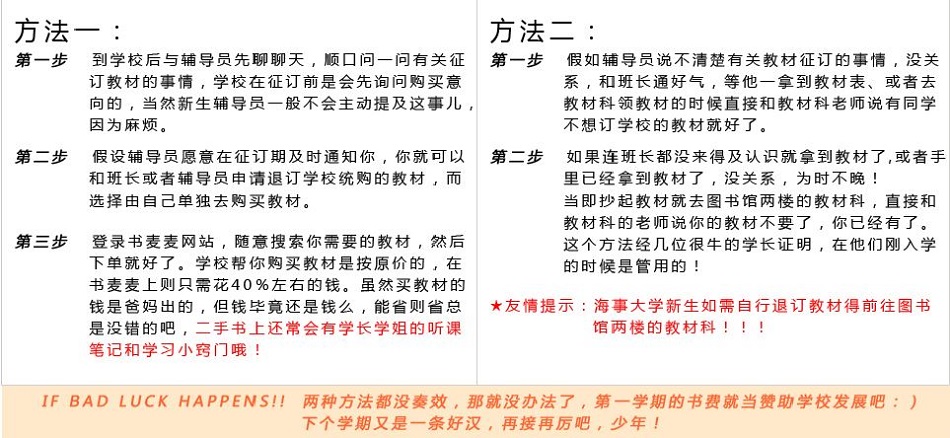 方法一：
第一步 到学校后与辅导员先聊聊天，顺口问一问有关征
订教材的事情，学校在征订前是会先询问购买意
向的，当然新生辅导员一般不会主动提及这事儿，
因为麻烦。
第二步 假设辅导员愿意在征订期及时通知你，你就可以
和班长或者辅导员申请退订学校统购的教材，而
选择由自己单独去购买教材。
第三步 登录书麦麦网站，随意搜索你需要的教材，然后
下单就好了。学校帮你购买教材是按原价的，在
书麦麦上则只需花40%左右的钱。虽然买教材的
钱是爸妈出的，但钱毕竟还是钱么，能省则省总
是没错的吧，二手书上还常会有学长学姐的听课
笔记和学习小窍门哦！
方法二：
第一步 假如辅导员说不清楚有关教材征订的事情，没关
系，和班长通好气，等他一拿到教材表、或者去
教材科领教材的时候直接和教材科老师说有同学
不想订学校的教材就好了。
第二步 如果连班长都没来得及认识就拿到教材了,或者手
里已经拿到教材了，没关系，为时不晚！
当即抄起教材就去图书馆两楼的教材科，直接和
教材科的老师说你的教材不要了，你已经有了。
这个方法经几位很牛的学长证明，在他们刚入学
的时候是管用的！
★友情提示：海事大学新生如需自行退订教材得前往图书
馆两楼的教材科！！！
IF BAD LUCK HAPPENS!! 两种方法都没奏效，那就没办法了，第一学期的书费就当赞助学校发展吧：）
下个学期又是一条好汉，再接再厉吧，少年！